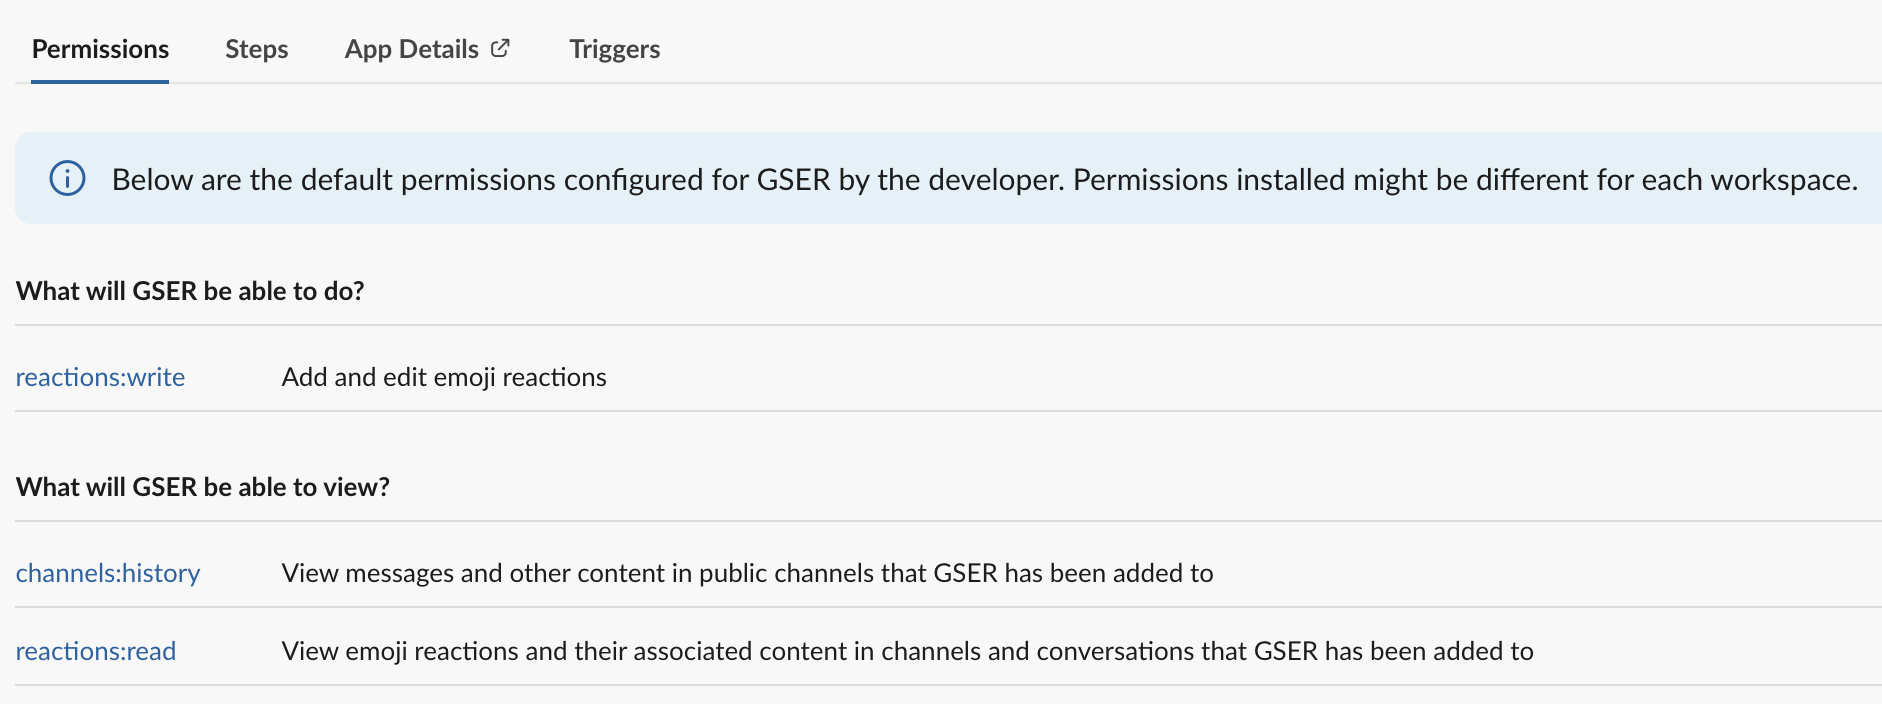 Permissions Steps App Details Triggers
Below are the default permissions configured for GSER by the developer. Permissions installed might be different for each workspace.
What will GSER be able to do?
reactions:write Add and edit emoji reactions
What will GSER be able to view?
channels:history View messages and other content in public channels that GSER has been added to
reactions:read View emoji reactions and their associated content in channels and conversations that GSER has been added to